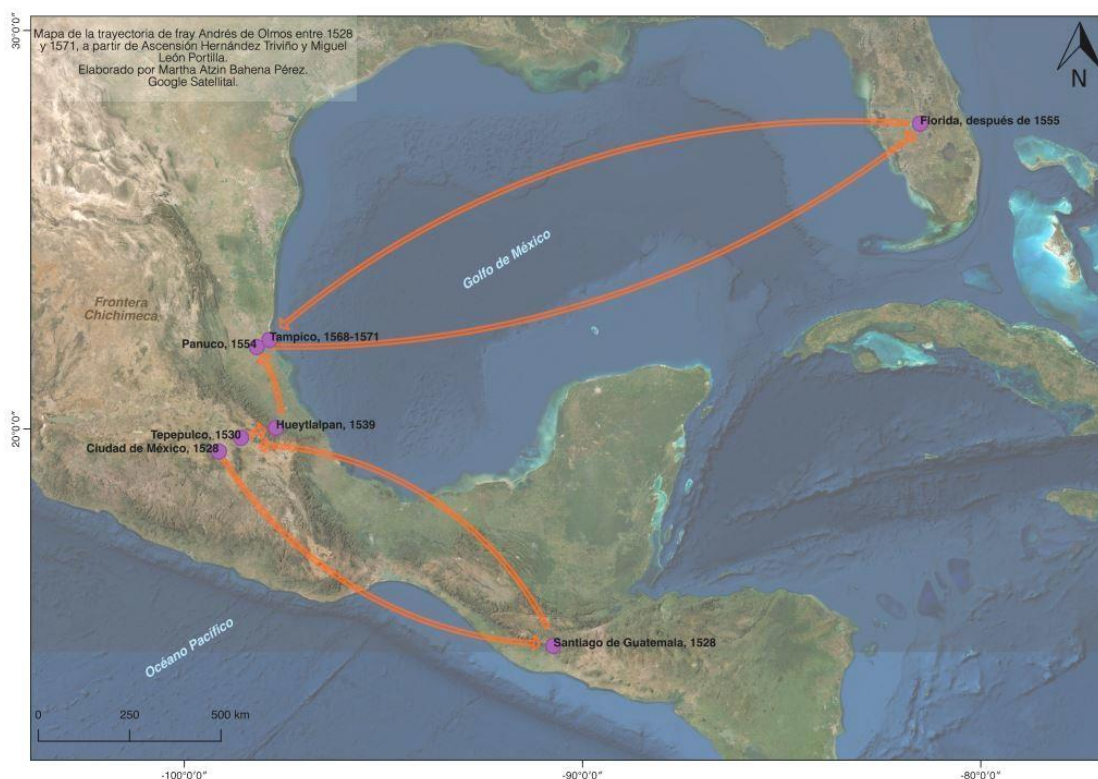 Mapa de la trayectoria de fray Andrés de Olmos entre 1528
y 1571, a partir de Ascensión Hernández Triviño y Miguel
León Portilla.
Elaborado por Martha Atzin Bahena Pérez.
Google Satellital.
N
30°0'0"
Florida, después de 1555
Golfo de México
Frontera
Chichimeca
Tampico, 1568-1571
Panuco, 1554
20°0'0"
Hueytlalpan, 1539
Tepepulco, 1530
Ciudad de México, 1528
Santiago de Guatemala, 1528
Océano Pacífico
0 250 500 km
-100°0'0" -90°0'0" -80°0'0"